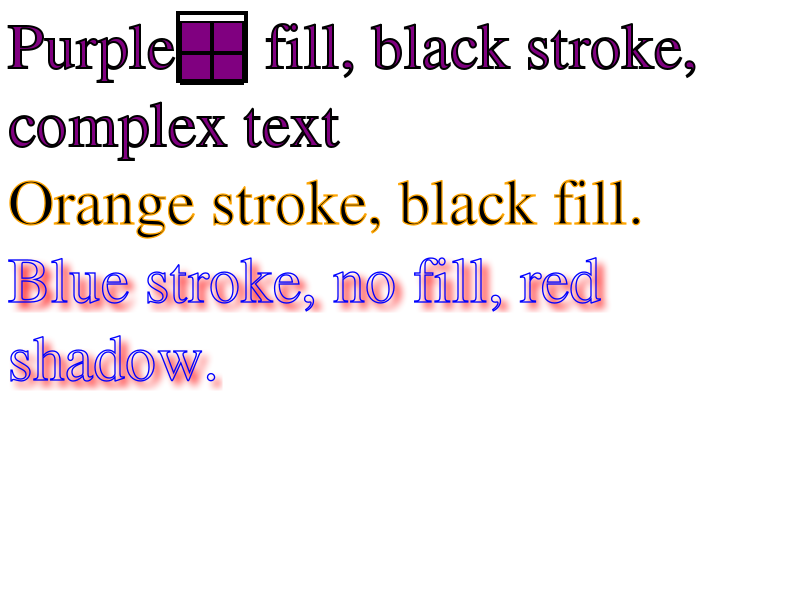 Purple fill, black stroke,
complex text
Orange stroke, black fill.
Blue stroke, no fill, red
shadow.